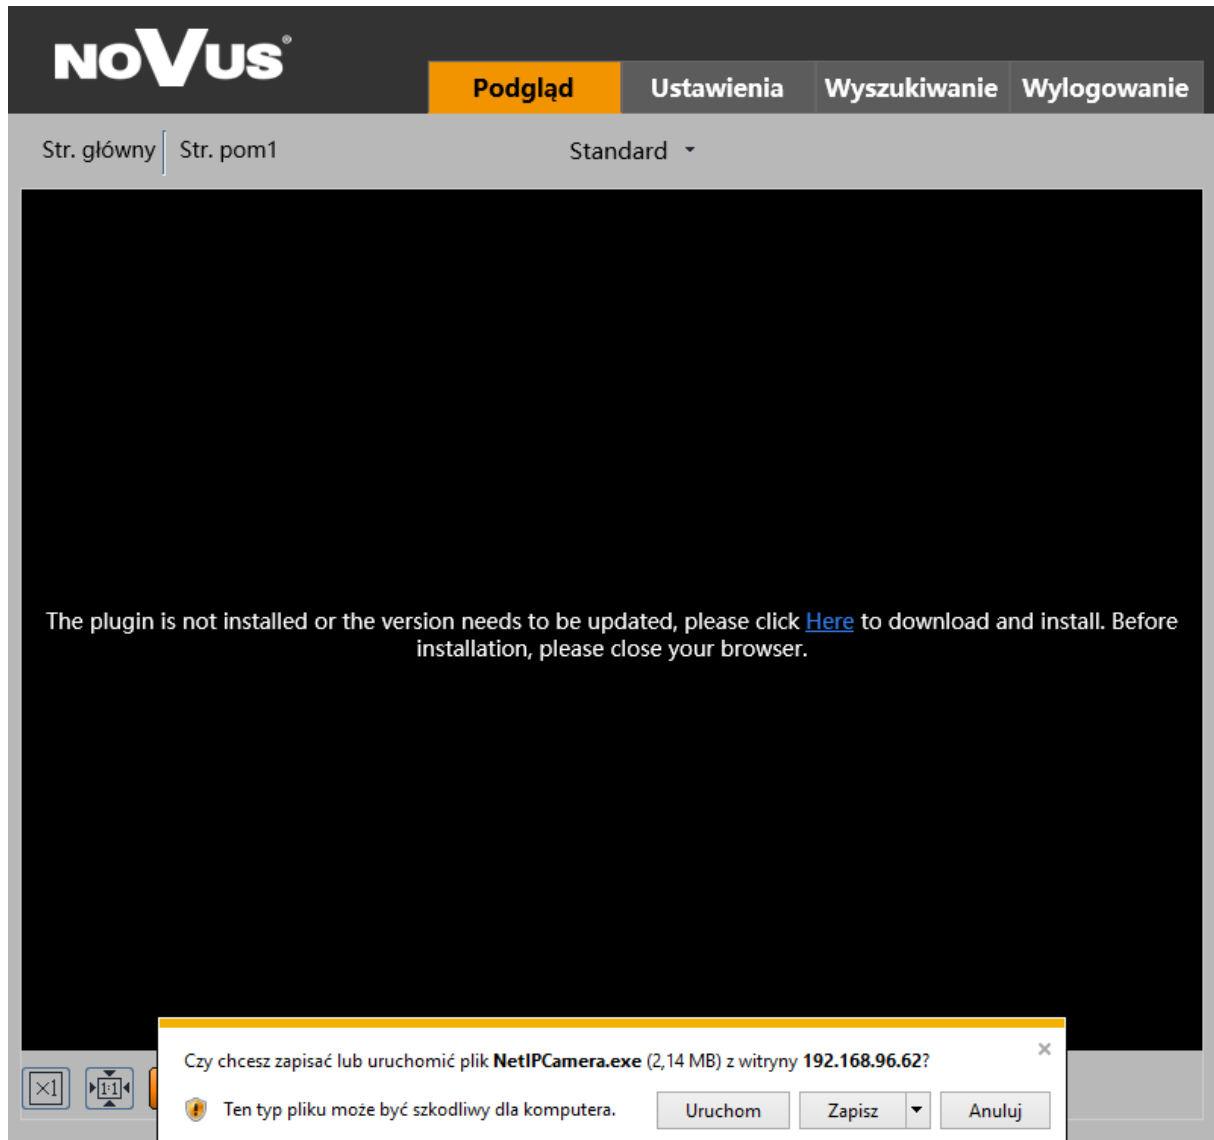 NOVUS®
Podgląd Ustawienia Wyszukiwanie Wylogowanie
Str. główny Str. pom1 Standard
The plugin is not installed or the version needs to be updated, please click Here to download and install. Before
installation, please close your browser.
×1 1:1
Czy chcesz zapisać lub uruchomić plik NetIPCamera.exe (2,14 MB) z witryny 192.168.96.62?
Ten typ pliku może być szkodliwy dla komputera. Uruchom Zapisz Anuluj